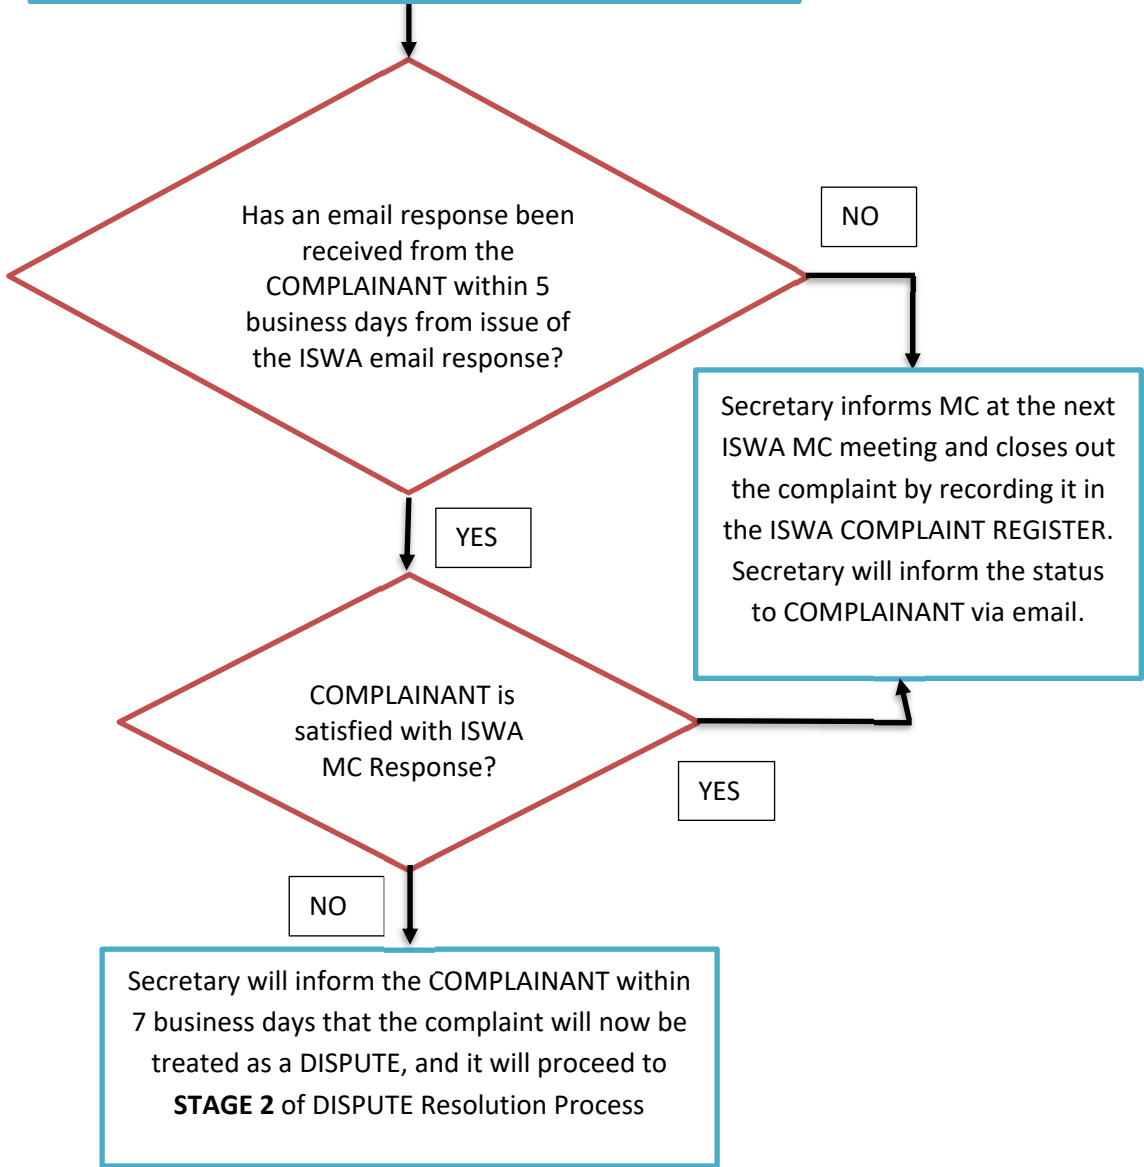 Has an email response been
received from the
COMPLAINANT within 5
business days from issue of
the ISWA email response?
NO
Secretary informs MC at the next
ISWA MC meeting and closes out
the complaint by recording it in
the ISWA COMPLAINT REGISTER.
Secretary will inform the status
to COMPLAINANT via email.
YES
COMPLAINANT is
satisfied with ISWA
MC Response?
YES
NO
Secretary will inform the COMPLAINANT within
7 business days that the complaint will now be
treated as a DISPUTE, and it will proceed to
STAGE 2 of DISPUTE Resolution Process